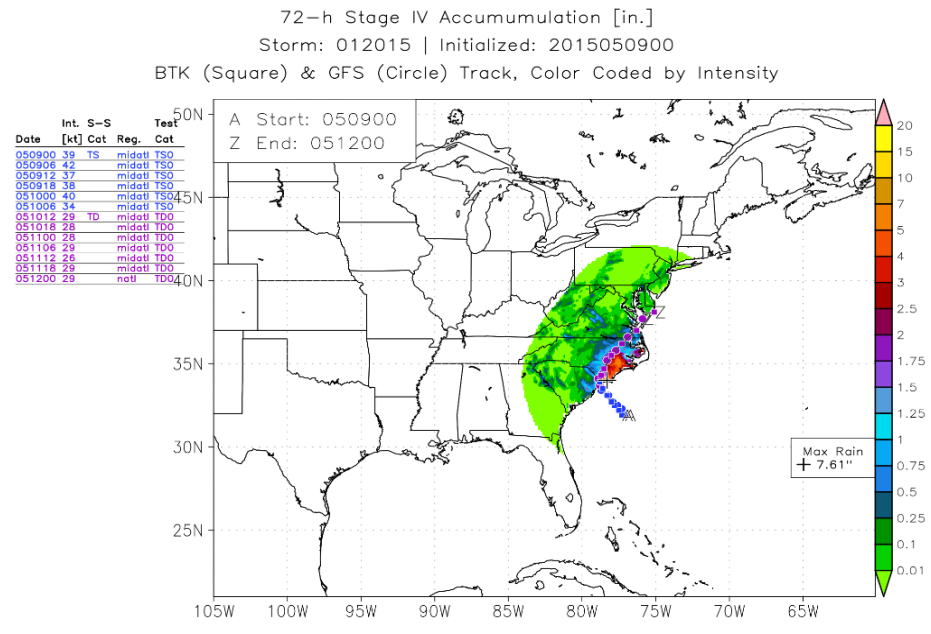 72-h Stage IV Accumumulation [in.]
Storm: 012015 | Initialized: 2015050900
BTK (Square) & GFS (Circle) Track, Color Coded by Intensity
Int. S-S Test
Date [kt] Cat Reg. Cat
050900 39 TS midatl TS0
050906 42 midatl TS0
050912 37 midatl TS0
050918 38 midatl TS0
051000 40 midatl TS0
051006 34 midatl TS0
051012 29 TD midatl TD0
051018 28 midatl TD0
051100 28 midatl TD0
051106 29 midatl TD0
051112 26 midatl TD0
051118 29 midatl TD0
051200 29 natl TD0
A Start: 050900
Z End: 051200
50N
45N
40N
35N
30N
25N
105W 100W 95W 90W 85W 80W 75W 70W 65W
Z
A
Max Rain
+ 7.61"
20
15
10
7
5
4
3
2.5
2
1.75
1.5
1.25
1
0.75
0.5
0.25
0.1
0.01